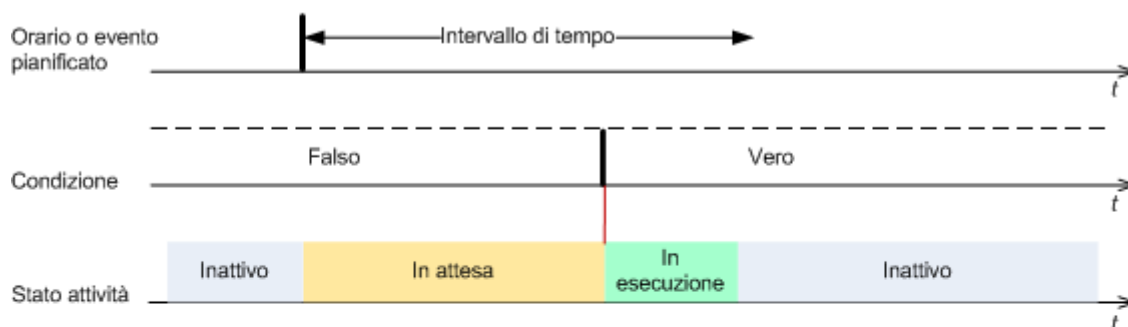 Orario o evento
pianificato
Intervallo di tempo
t
Condizione
Falso
Vero
t
Stato attività
Inattivo
In attesa
In
esecuzione
Inattivo
t